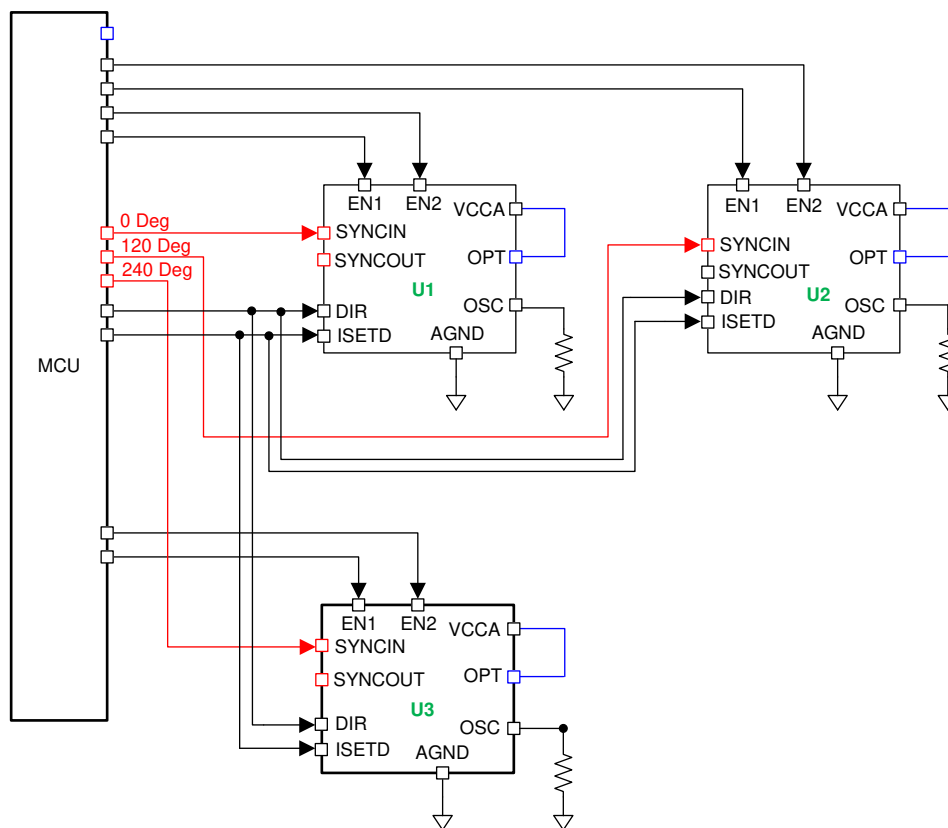 EN1
EN2
VCCA
SYNCIN
SYNCOUT
OPT
U1
OSC
DIR
ISETD
AGND
EN1
EN2
VCCA
SYNCIN
SYNCOUT
OPT
U2
DIR
OSC
ISETD
AGND
0 Deg
120 Deg
240 Deg
MCU
EN1
EN2
VCCA
SYNCIN
SYNCOUT
OPT
U3
DIR
OSC
ISETD
AGND